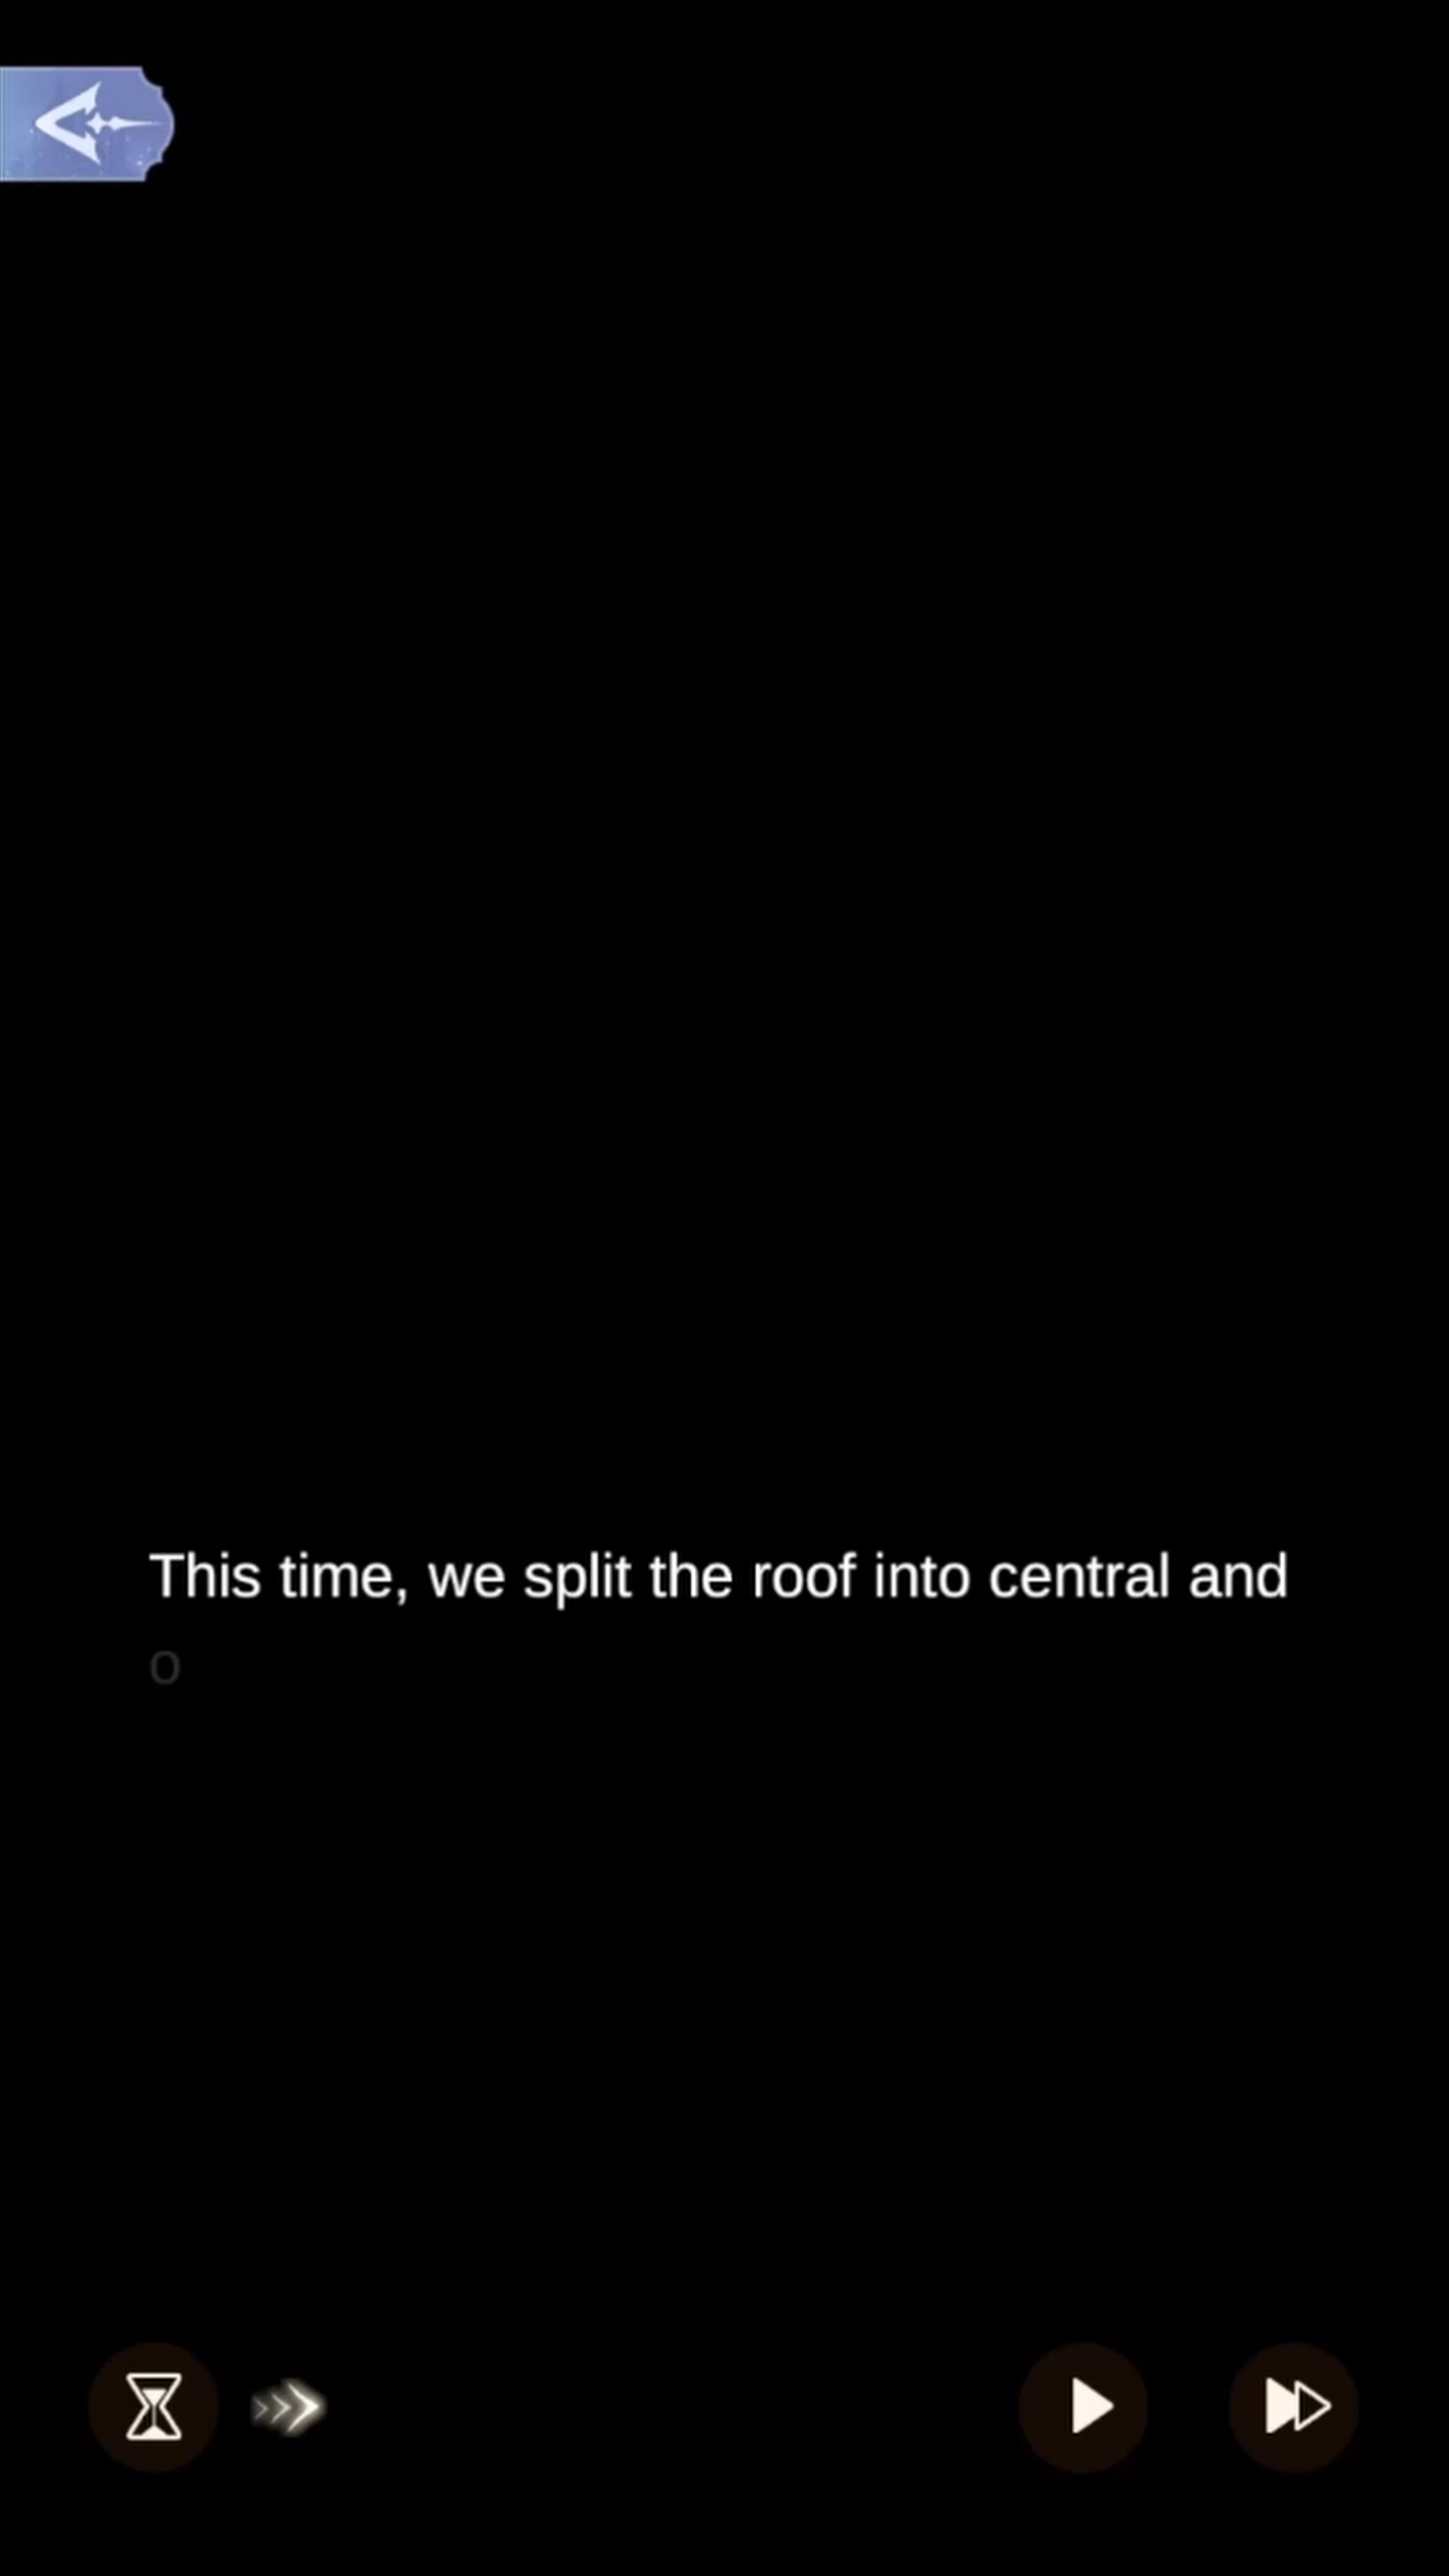 This time, we split the roof into central and
o